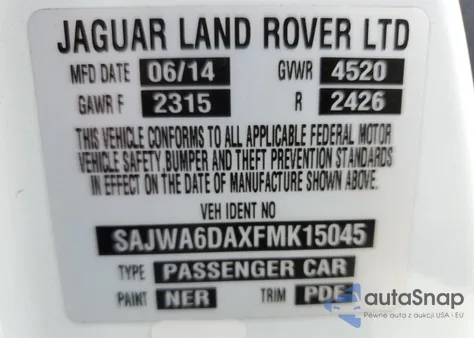 JAGUAR LAND ROVER LTD
MFD DATE 06/14 GVWR 4520
GAWR F 2315 R 2426
THIS VEHICLE CONFORMS TO ALL APPLICABLE FEDERAL MOTOR
VEHICLE SAFETY, BUMPER AND THEFT PREVENTION STANDARDS
IN EFFECT ON THE DATE OF MANUFACTURE SHOWN ABOVE.
VEH IDENT NO
SAJWA6DAXFMK15045
TYPE PASSENGER CAR
PAINT NER TRIM PDE
autoSnap
Pewne auta z aukcji USA i EU